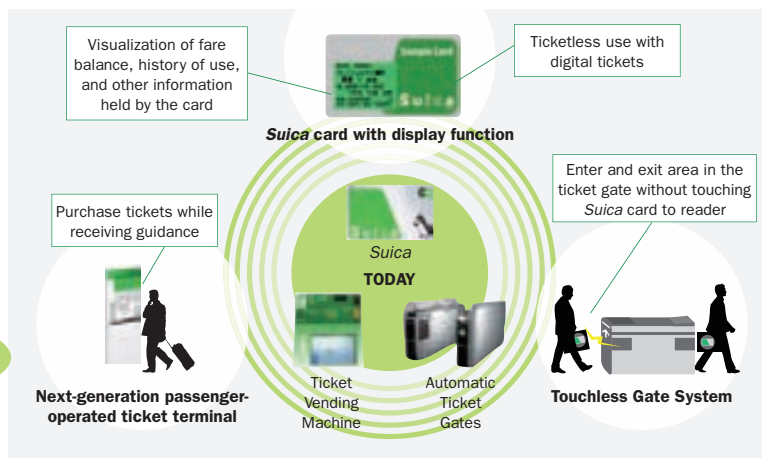 Visualization of fare
balance, history of use,
and other information
held by the card
Sample Card
Suica
Ticketless use with
digital tickets
Suica card with display function
Enter and exit area in the
ticket gate without touching
Suica card to reader
Purchase tickets while
receiving guidance
Suica
TODAY
Ticket
Vending
Machine
Automatic
Ticket
Gates
Next-generation passenger-
operated ticket terminal
Touchless Gate System